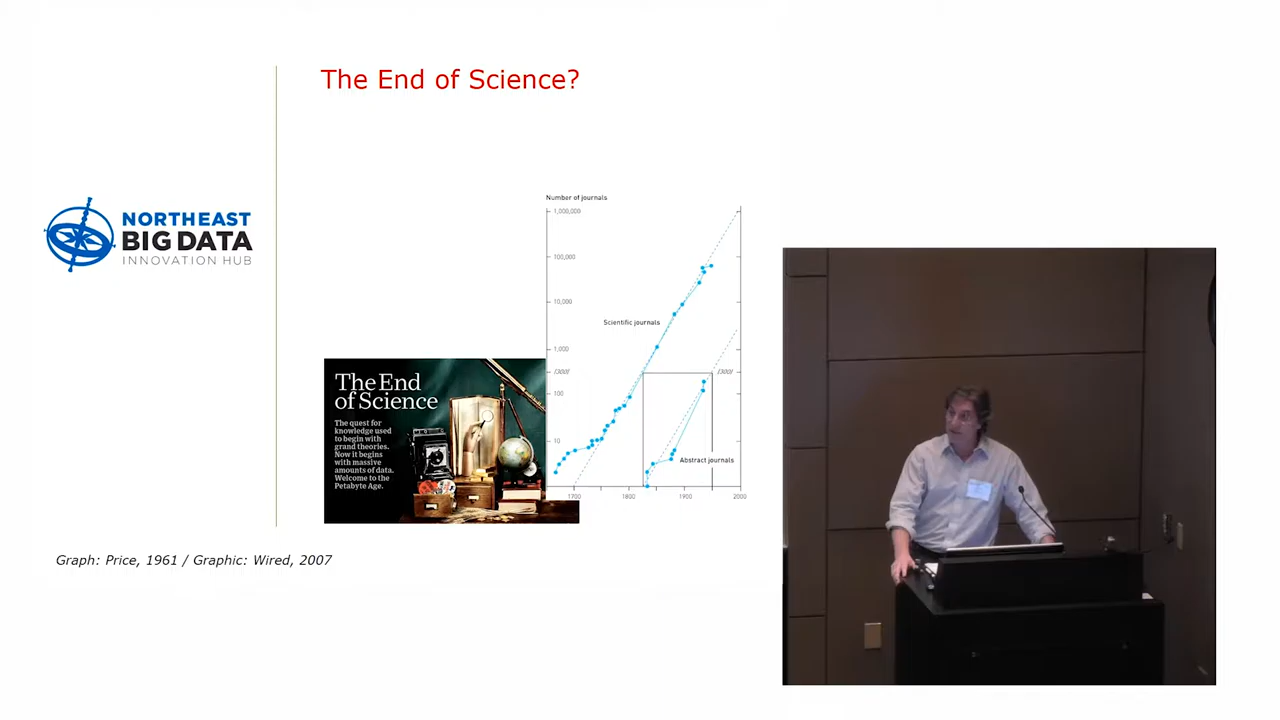 The End of Science?
NORTHEAST
BIG DATA
INNOVATION HUB
Number of journals
1,000,000
100,000
10,000
Scientific journals
1,000
(300)
(300)
100
10
Abstract journals
1700
1800
1900
2000
The End
of Science
The quest for
knowledge used
to begin with
grand theories.
Now it begins
with massive
amounts of data.
Welcome to the
Petabyte Age.
Graph: Price, 1961 / Graphic: Wired, 2007